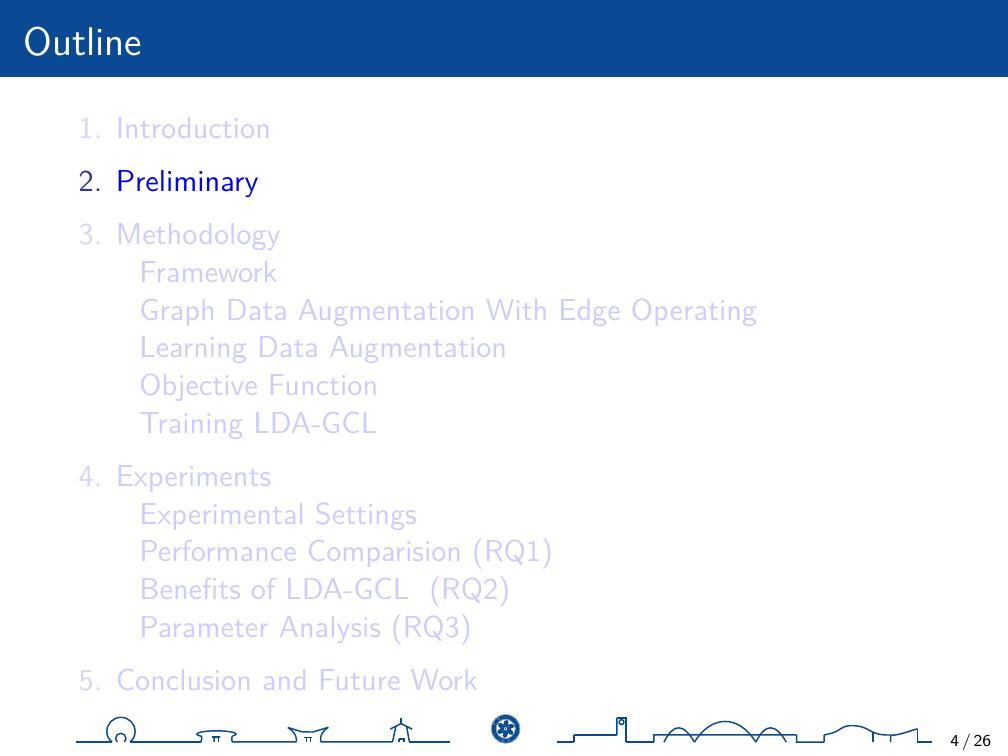 Outline
1. Introduction
2. Preliminary
3. Methodology
Framework
Graph Data Augmentation With Edge Operating
Learning Data Augmentation
Objective Function
Training LDA-GCL
4. Experiments
Experimental Settings
Performance Comparision (RQ1)
Benefits of LDA-GCL (RQ2)
Parameter Analysis (RQ3)
5. Conclusion and Future Work
4 / 26